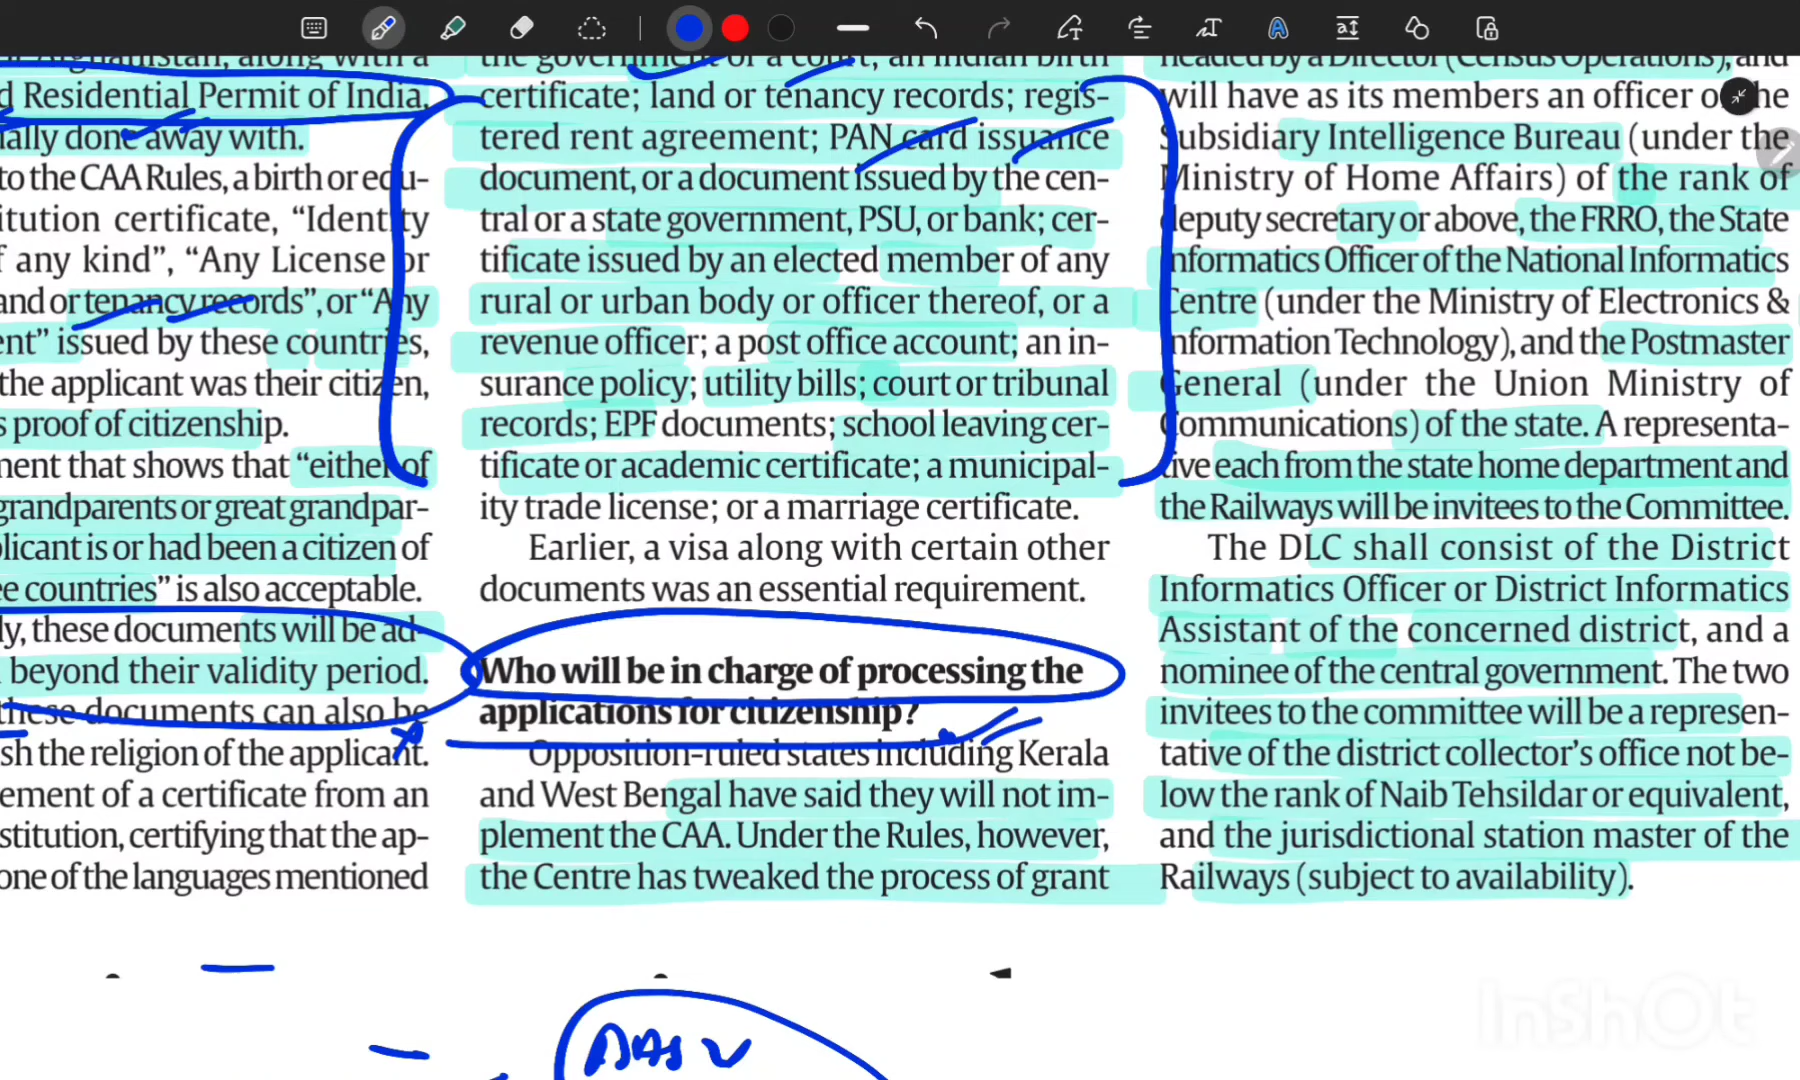 d Residential Permit of India,
ally done away with.
to the CAA Rules, a birth or edu-
itution certificate, “Identity
f any kind”, “Any License or
and or tenancy records”, or “Any
ent” issued by these countries,
the applicant was their citizen,
s proof of citizenship.
ment that shows that “either of
grandparents or great grandpar-
plicant is or had been a citizen of
e countries” is also acceptable.
ly, these documents will be ad-
beyond their validity period.
these documents can also be
sh the religion of the applicant.
ement of a certificate from an
stitution, certifying that the ap-
one of the languages mentioned
the government or a court; an Indian birth
certificate; land or tenancy records; regis-
tered rent agreement; PAN card issuance
document, or a document issued by the cen-
tral or a state government, PSU, or bank; cer-
tificate issued by an elected member of any
rural or urban body or officer thereof, or a
revenue officer; a post office account; an in-
surance policy; utility bills; court or tribunal
records; EPF documents; school leaving cer-
tificate or academic certificate; a municipal-
ity trade license; or a marriage certificate.
Earlier, a visa along with certain other
documents was an essential requirement.
Who will be in charge of processing the
applications for citizenship?
Opposition-ruled states including Kerala
and West Bengal have said they will not im-
plement the CAA. Under the Rules, however,
the Centre has tweaked the process of grant
headed by a Director (Census Operations), and
will have as its members an officer of the
Subsidiary Intelligence Bureau (under the
Ministry of Home Affairs) of the rank of
deputy secretary or above, the FRRO, the State
Informatics Officer of the National Informatics
Centre (under the Ministry of Electronics &
Information Technology), and the Postmaster
General (under the Union Ministry of
Communications) of the state. A representa-
tive each from the state home department and
the Railways will be invitees to the Committee.
The DLC shall consist of the District
Informatics Officer or District Informatics
Assistant of the concerned district, and a
nominee of the central government. The two
invitees to the committee will be a represen-
tative of the district collector’s office not be-
low the rank of Naib Tehsildar or equivalent,
and the jurisdictional station master of the
Railways (subject to availability).
InShOt